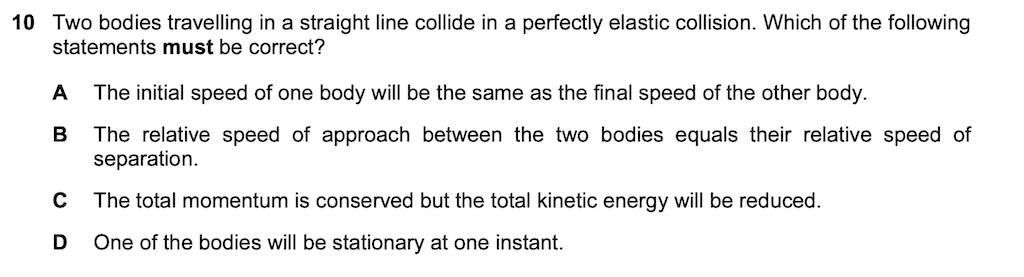 10 Two bodies travelling in a straight line collide in a perfectly elastic collision. Which of the following
statements must be correct?
A The initial speed of one body will be the same as the final speed of the other body.
B The relative speed of approach between the two bodies equals their relative speed of
separation.
C The total momentum is conserved but the total kinetic energy will be reduced.
D One of the bodies will be stationary at one instant.